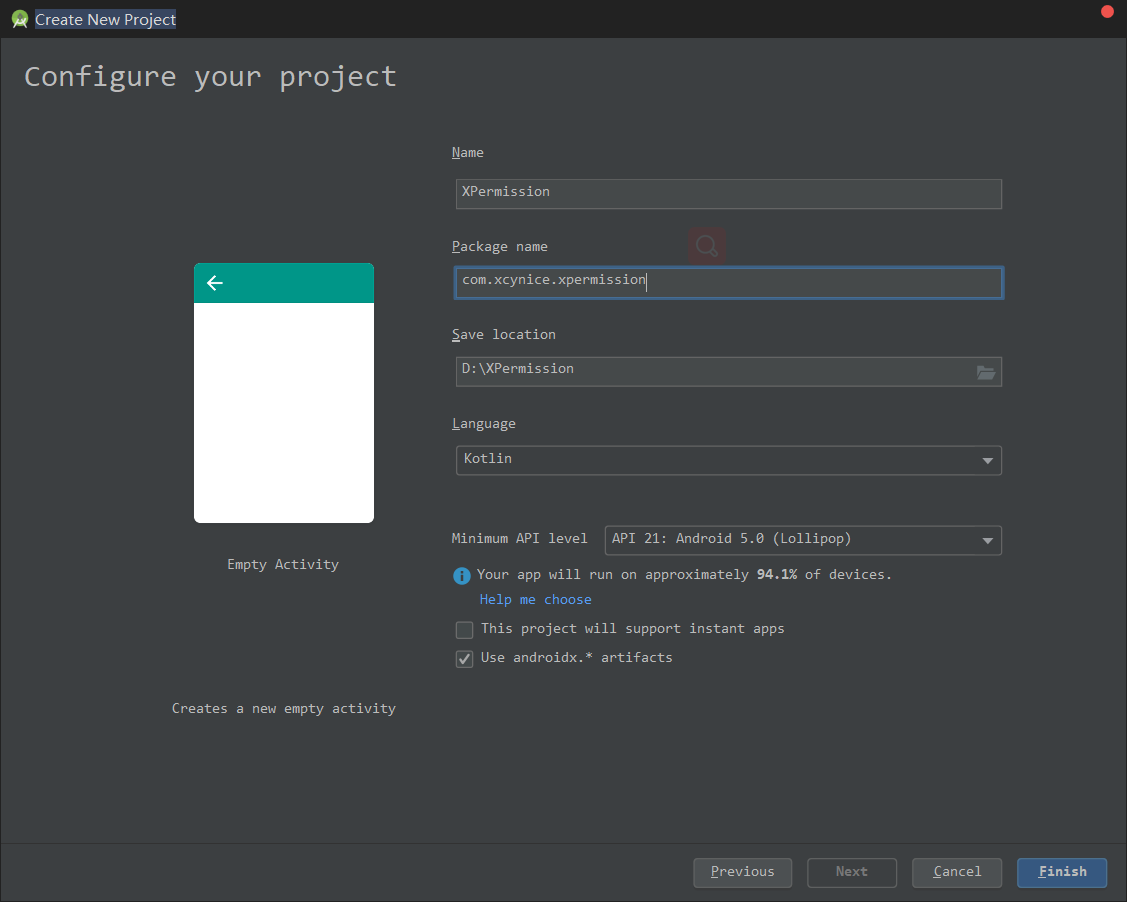 Create New Project
Configure your project
Name
XPermission
Package name
com.xcynice.xpermission
Save location
D:\XPermission
Language
Kotlin
Minimum API level
API 21: Android 5.0 (Lollipop)
Your app will run on approximately 94.1% of devices.
Help me choose
This project will support instant apps
Use androidx.* artifacts
Empty Activity
Creates a new empty activity
Previous
Next
Cancel
Finish